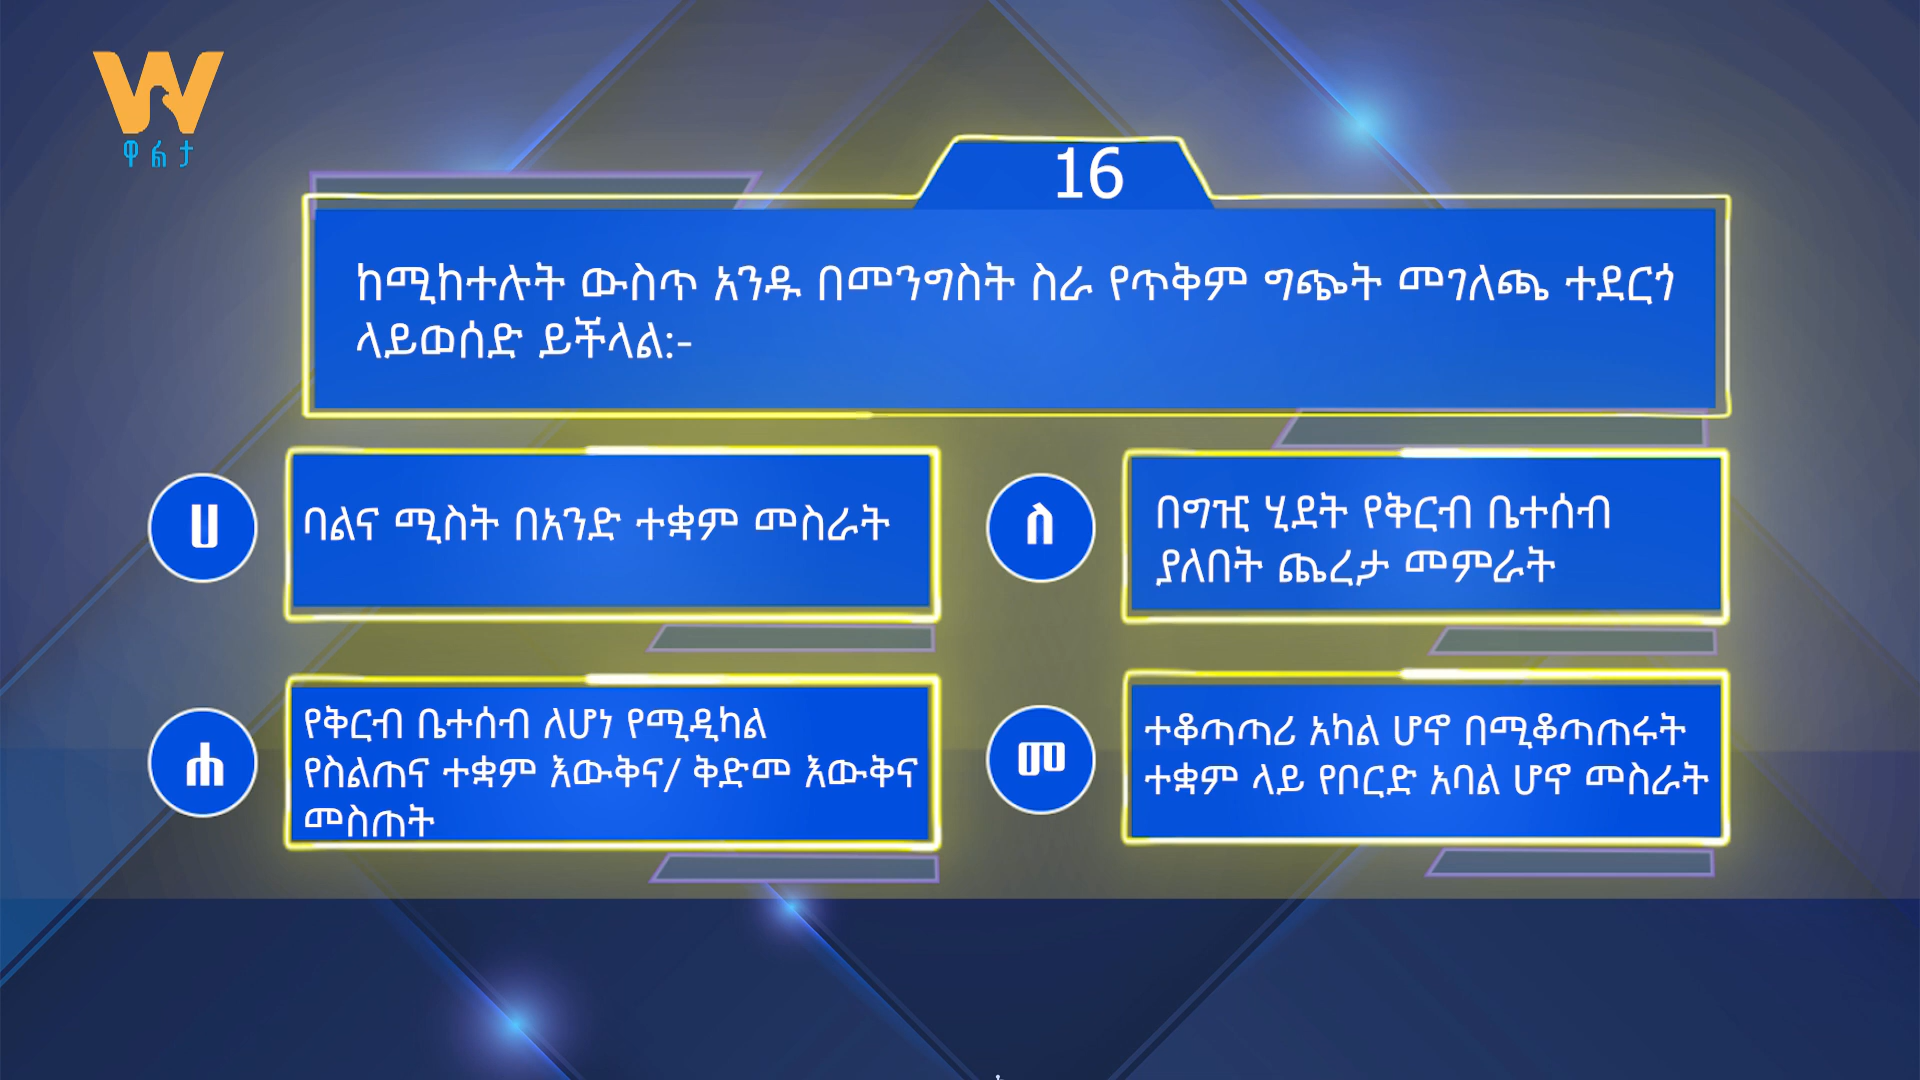 ዋልታ
16
ከሚከተሉት ውስጥ አንዱ በመንግስት ስራ የጥቅም ግጭት መገለጫ ተደርጎ
ላይወሰድ ይችላል:-
ሀ
ባልና ሚስት በአንድ ተቋም መስራት
ለ
በግዢ ሂደት የቅርብ ቤተሰብ
ያለበት ጨረታ መምራት
ሐ
የቅርብ ቤተሰብ ለሆነ የሚዲካል
የስልጠና ተቋም እውቅና/ ቅድመ እውቅና
መስጠት
መ
ተቆጣጣሪ አካል ሆኖ በሚቆጣጠሩት
ተቋም ላይ የቦርድ አባል ሆኖ መስራት